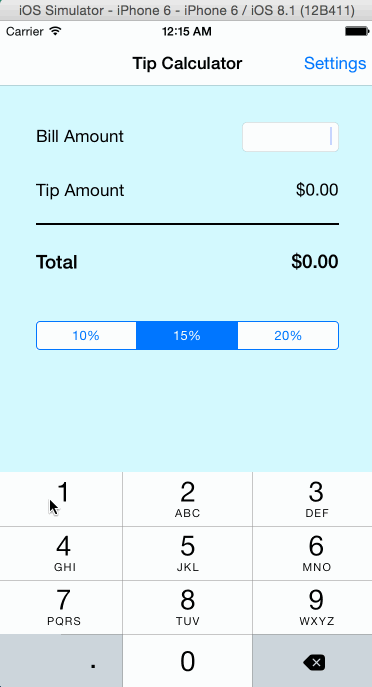 iOS Simulator - iPhone 6 - iPhone 6 / iOS 8.1 (12B411)
Carrier 12:15 AM
Tip Calculator Settings
Bill Amount
Tip Amount $0.00
Total $0.00
10% 15% 20%
1 2 3
ABC DEF
4 5 6
GHI JKL MNO
7 8 9
PQRS TUV WXYZ
. 0